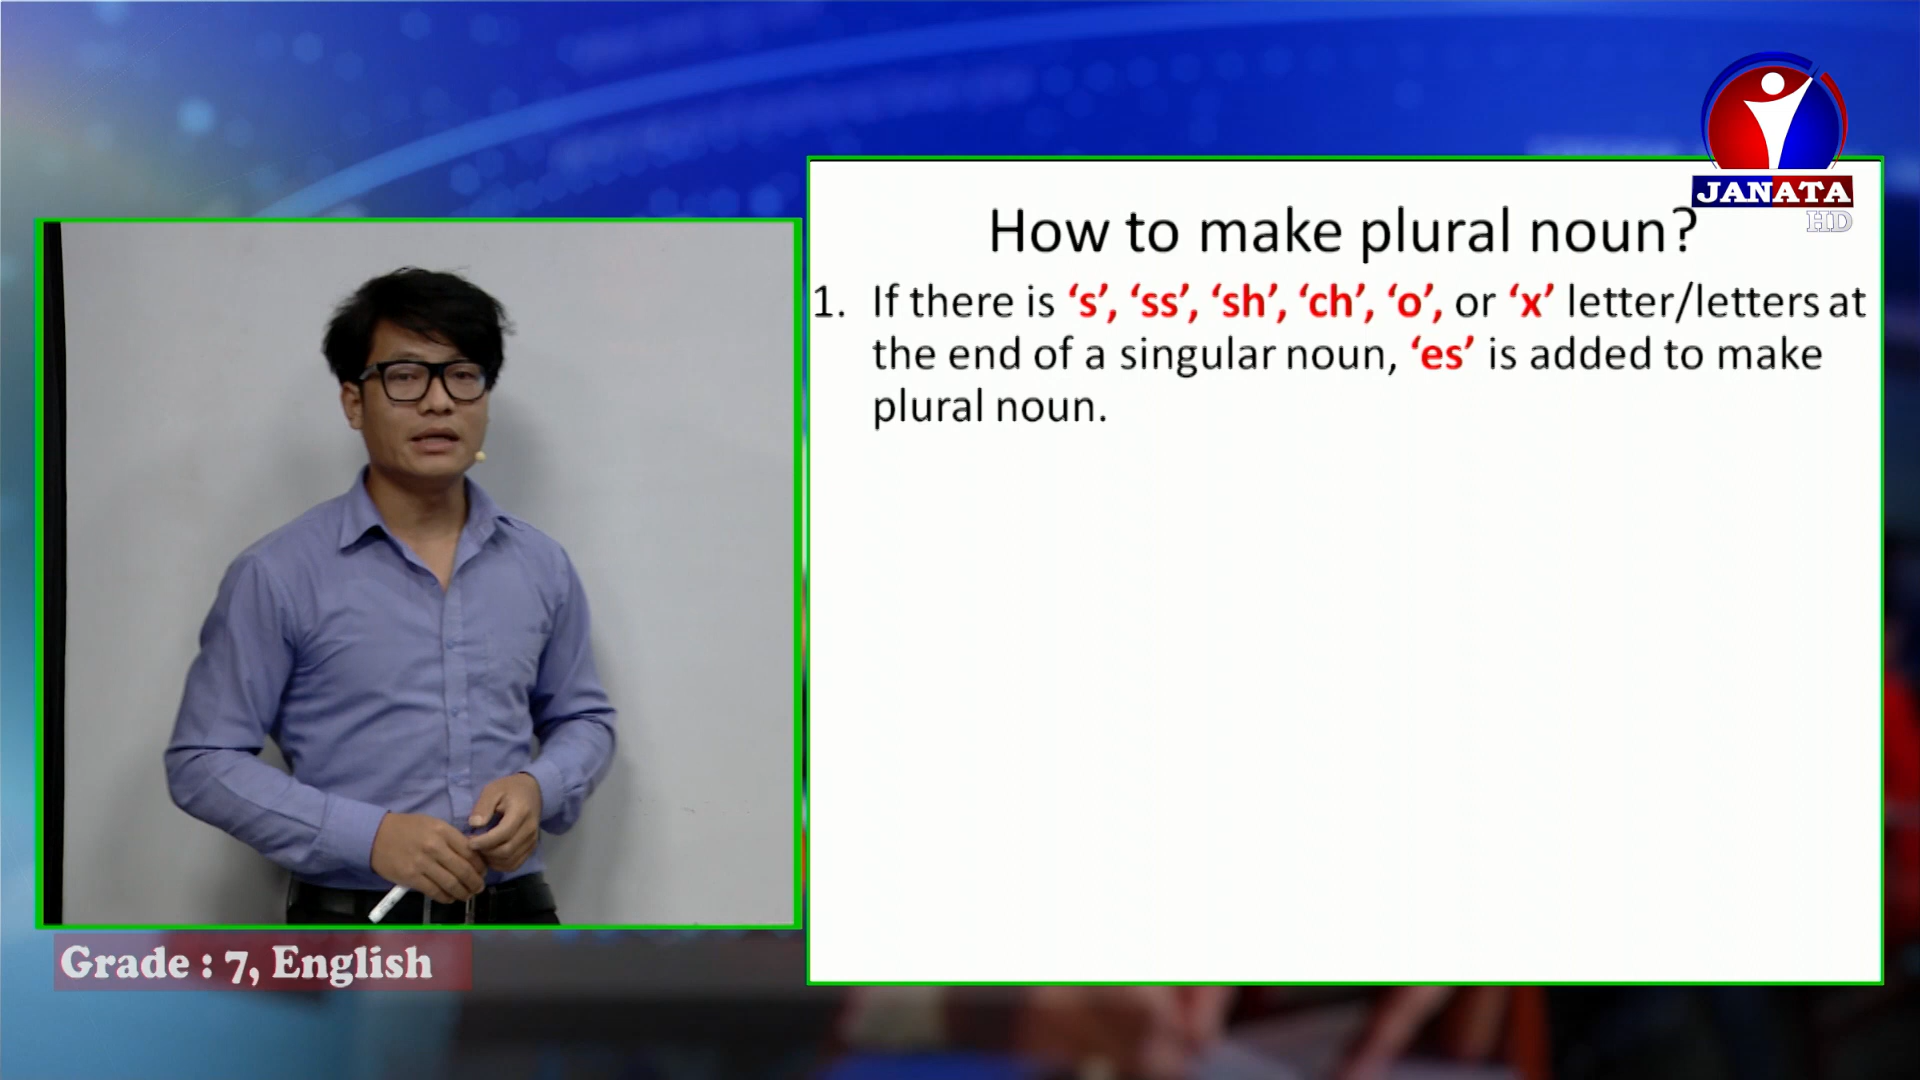 JANATA
HD
How to make plural noun?
1. If there is ‘s’, ‘ss’, ‘sh’, ‘ch’, ‘o’, or ‘x’ letter/letters at
the end of a singular noun, ‘es’ is added to make
plural noun.
Grade : 7, English